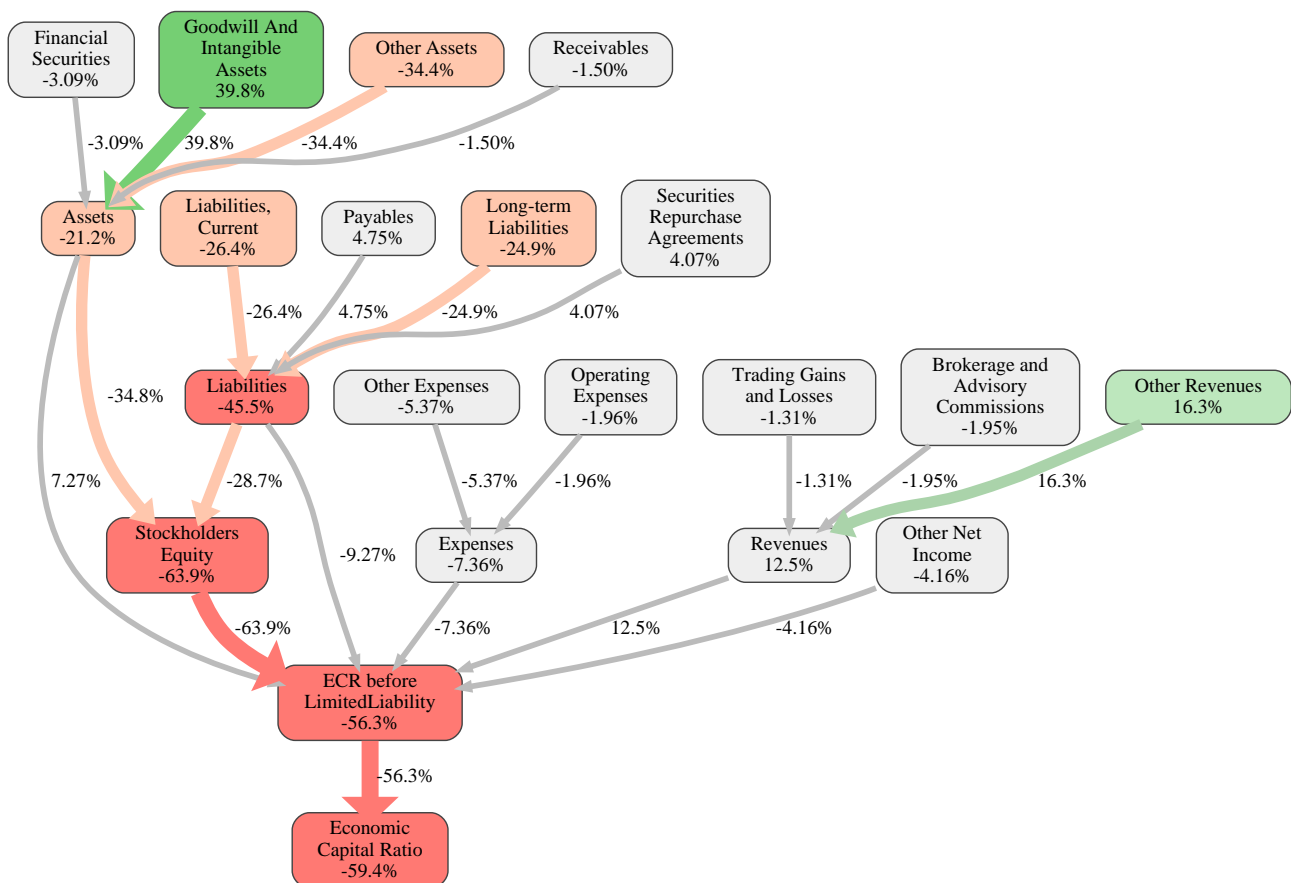 Financial
Securities
-3.09%
Goodwill And
Intangible
Assets
39.8%
Other Assets
-34.4%
Receivables
-1.50%
-3.09%
39.8%
-34.4%
-1.50%
Assets
-21.2%
Liabilities,
Current
-26.4%
Payables
4.75%
Long-term
Liabilities
-24.9%
Securities
Repurchase
Agreements
4.07%
-26.4%
4.75%
-24.9%
4.07%
Liabilities
-45.5%
Other Expenses
-5.37%
Operating
Expenses
-1.96%
Trading Gains
and Losses
-1.31%
Brokerage and
Advisory
Commissions
-1.95%
Other Revenues
16.3%
-34.8%
7.27%
-28.7%
-5.37%
-1.96%
-1.31%
-1.95%
16.3%
Stockholders
Equity
-63.9%
-9.27%
Expenses
-7.36%
Revenues
12.5%
Other Net
Income
-4.16%
-63.9%
-7.36%
12.5%
-4.16%
ECR before
LimitedLiability
-56.3%
-56.3%
Economic
Capital Ratio
-59.4%